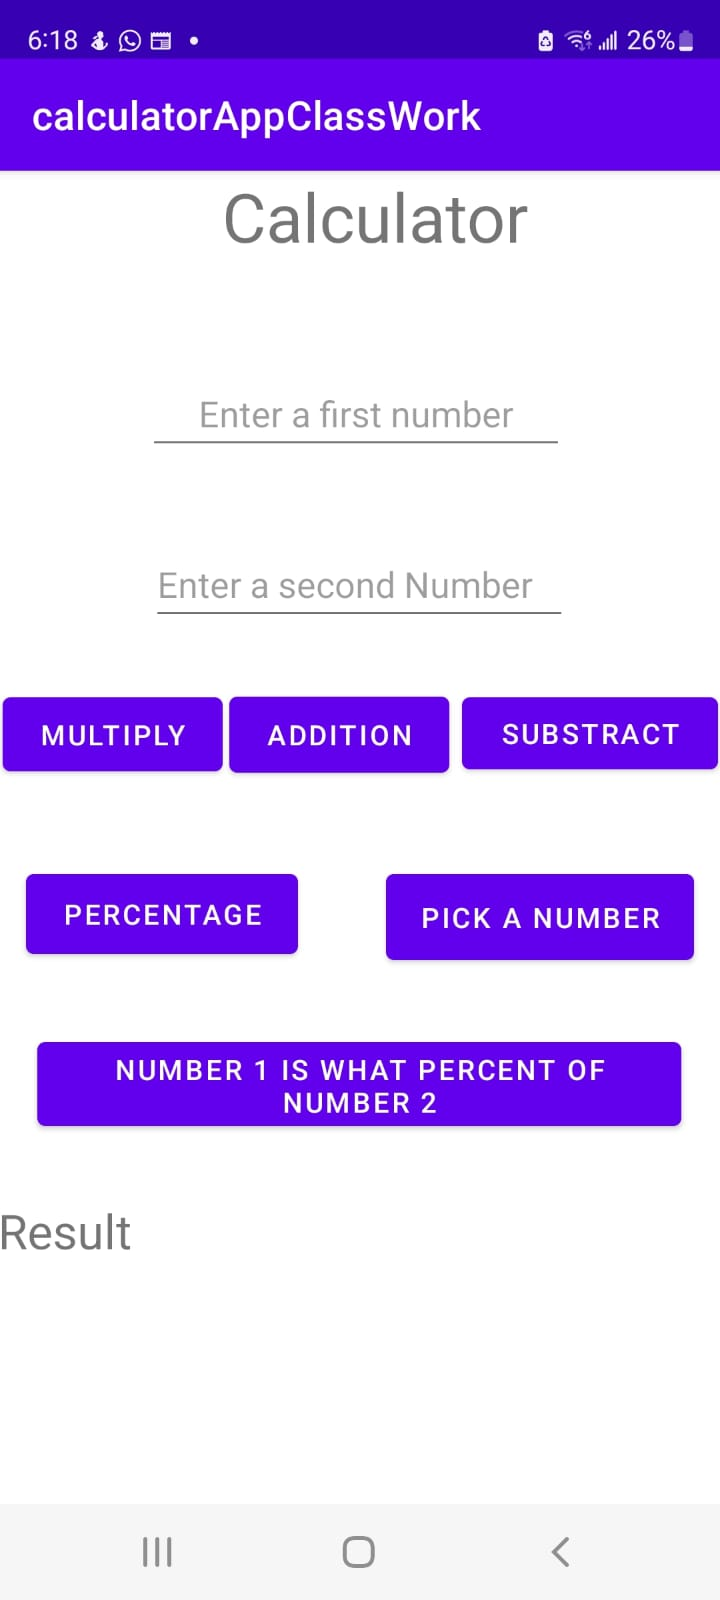 6:18 26%
calculatorAppClassWork
Calculator
Enter a first number
Enter a second Number
MULTIPLY ADDITION SUBSTRACT
PERCENTAGE PICK A NUMBER
NUMBER 1 IS WHAT PERCENT OF
NUMBER 2
Result